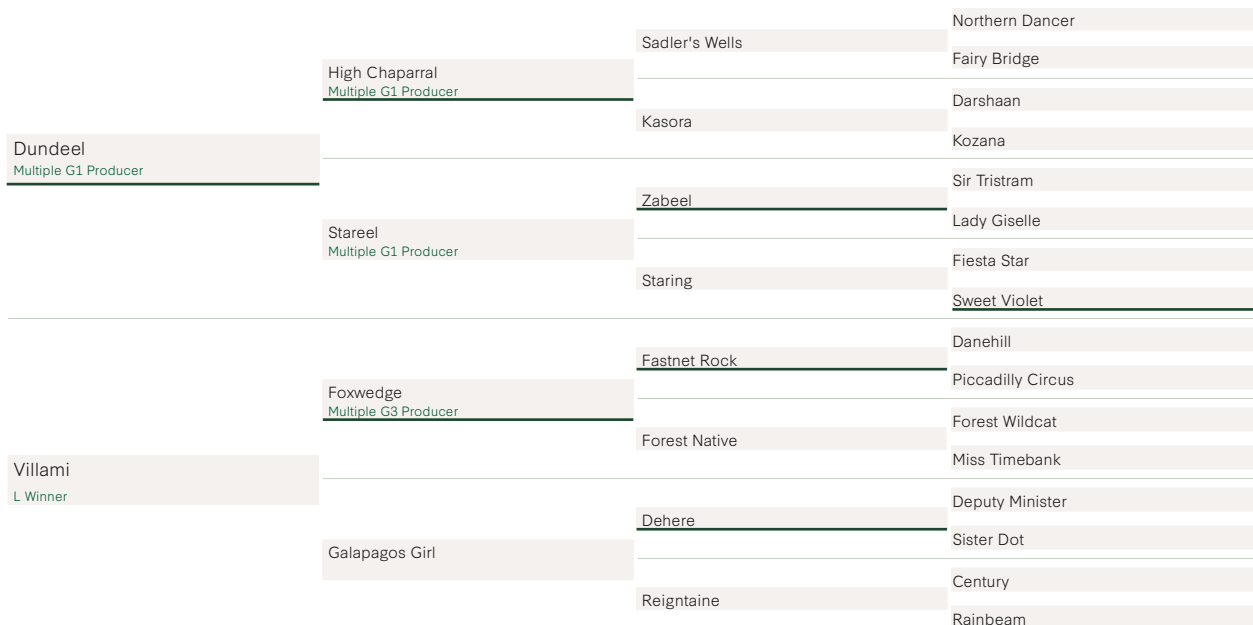 Northern Dancer
Sadler's Wells
Fairy Bridge
High Chaparral
Multiple G1 Producer
Darshaan
Kasora
Kozana
Dundeel
Multiple G1 Producer
Sir Tristram
Zabeel
Lady Giselle
Stareel
Multiple G1 Producer
Fiesta Star
Staring
Sweet Violet
Danehill
Fastnet Rock
Piccadilly Circus
Foxwedge
Multiple G3 Producer
Forest Wildcat
Forest Native
Miss Timebank
Villami
L Winner
Deputy Minister
Dehere
Sister Dot
Galapagos Girl
Century
Reigntaine
Rainbeam